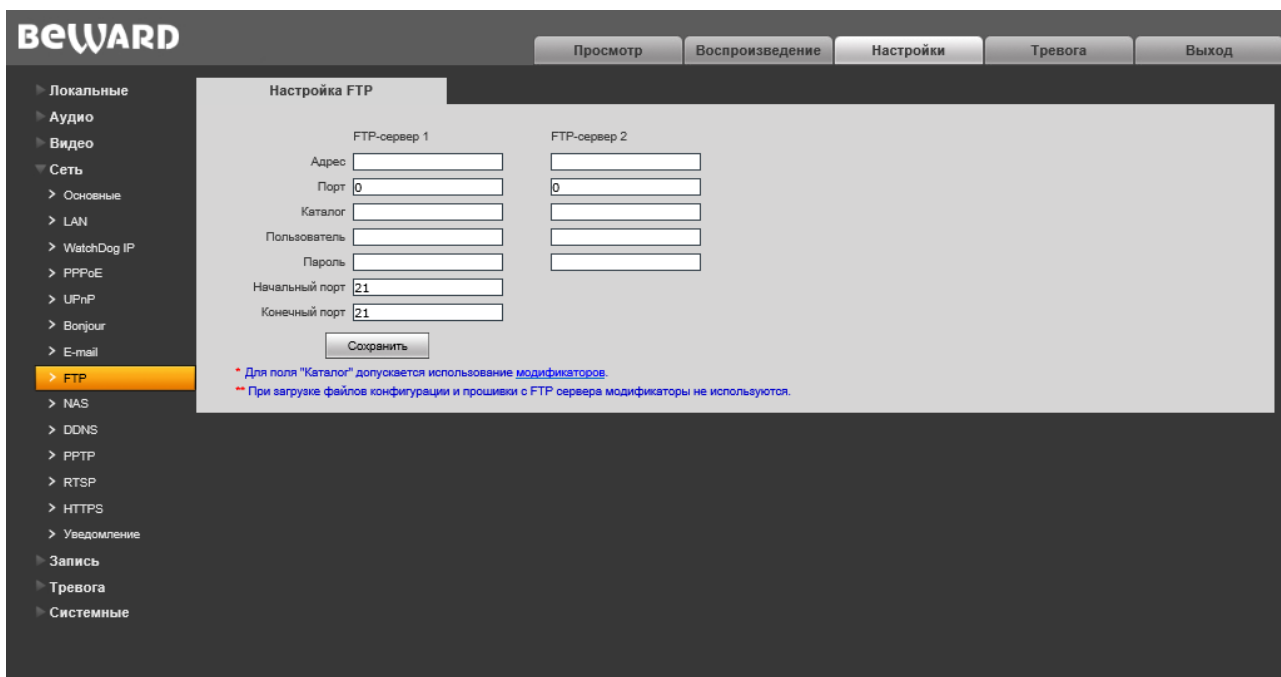 BEWARD
Просмотр Воспроизведение Настройки Тревога Выход
Локальные
Аудио
Видео
Сеть
Основные
LAN
WatchDog IP
PPPoE
UPnP
Bonjour
E-mail
FTP
NAS
DDNS
PPTP
RTSP
HTTPS
Уведомление
Запись
Тревога
Системные
Настройка FTP
FTP-сервер 1 FTP-сервер 2
Адрес
Порт 0 0
Каталог
Пользователь
Пароль
Начальный порт 21
Конечный порт 21
Сохранить
* Для поля "Каталог" допускается использование модификаторов.
** При загрузке файлов конфигурации и прошивки с FTP сервера модификаторы не используются.